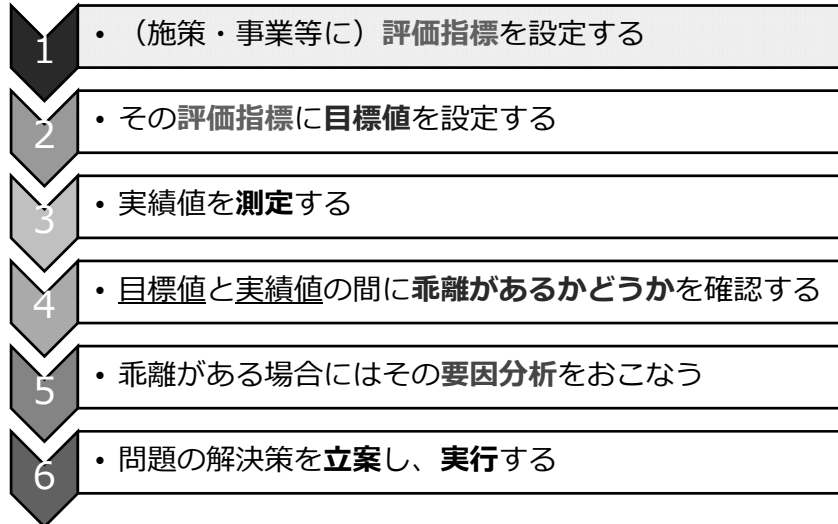 1
• （施策・事業等に）評価指標を設定する
2
• その評価指標に目標値を設定する
3
• 実績値を測定する
4
• 目標値と実績値の間に乖離があるかどうかを確認する
5
• 乖離がある場合にはその要因分析をおこなう
6
• 問題の解決策を立案し、実行する